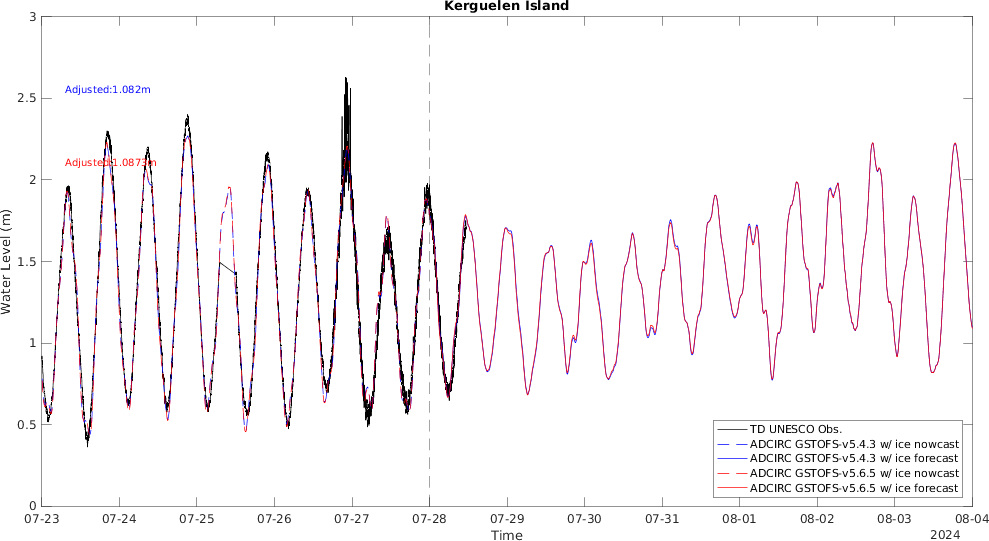 Kerguelen Island
3
2.5
2
1.5
1
0.5
0
Water Level (m)
Adjusted:1.082m
Adjusted:1.0873m
TD UNESCO Obs.
ADCIRC GSTOFS-v5.4.3 w/ ice nowcast
ADCIRC GSTOFS-v5.4.3 w/ ice forecast
ADCIRC GSTOFS-v5.6.5 w/ ice nowcast
ADCIRC GSTOFS-v5.6.5 w/ ice forecast
07-23 07-24 07-25 07-26 07-27 07-28 07-29 07-30 07-31 08-01 08-02 08-03 08-04
Time
2024